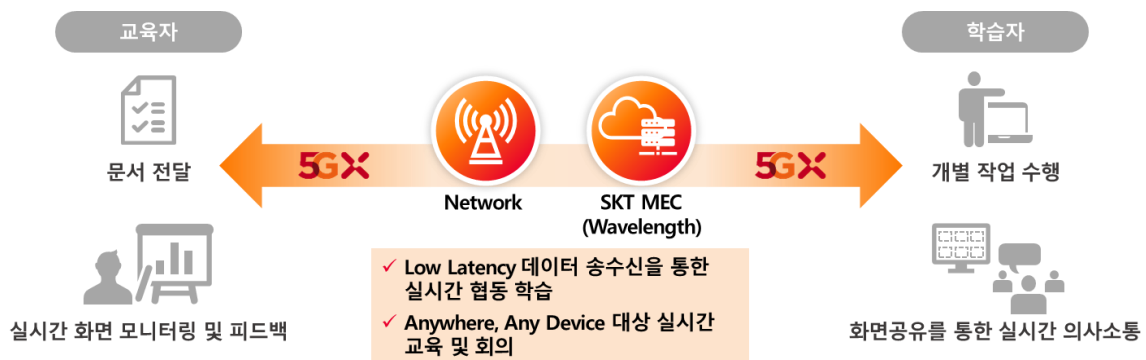 교육자
학습자
문서 전달
5GX
5GX
개별 작업 수행
Network
SKT MEC
(Wavelength)
✓ Low Latency 데이터 송수신을 통한
실시간 협동 학습
✓ Anywhere, Any Device 대상 실시간
교육 및 회의
실시간 화면 모니터링 및 피드백
화면공유를 통한 실시간 의사소통